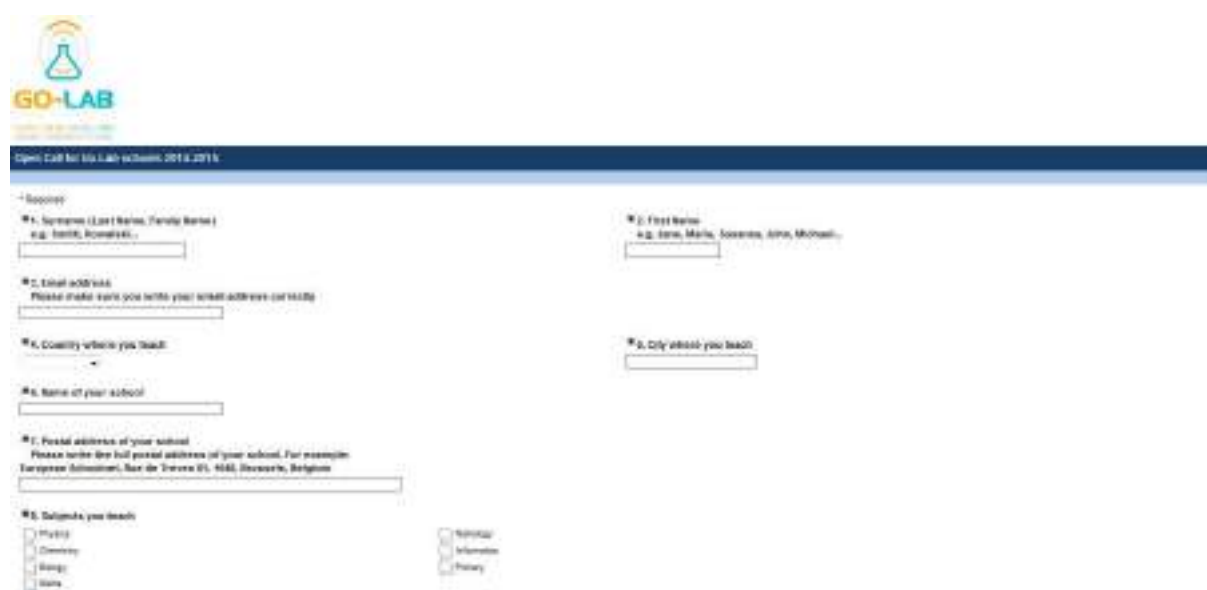 GO-LAB
Open Call for Go-Lab schools
* Required
*1. Surname (Last Name, Family Name)
e.g. Smith, Kowalski...
*2. First Name
e.g. Jane, Maria, Susanna, John, Michael...
*3. Email address
Please make sure you write your email address correctly
*4. Country where you teach
*5. City where you teach
*6. Name of your school
*7. Postal address of your school
Please write the full postal address of your school. For example:
European Schoolnet, Rue de Trèves 61, 1040, Brussels, Belgium
*8. Subjects you teach
Physics
Chemistry
Biology
Primary